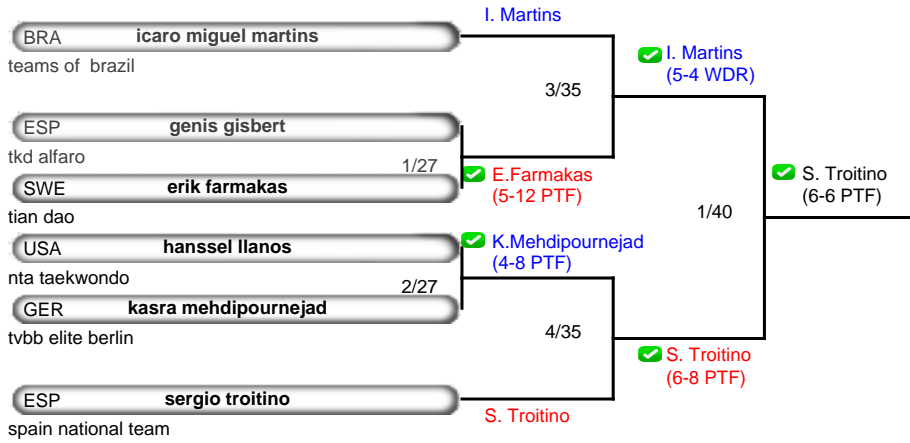 I. Martins
BRA icaro miguel martins
teams of brazil
I. Martins
(5-4 WDR)
3/35
ESP genis gisbert
tkd alfaro
1/27
E.Farmakas
(5-12 PTF)
SWE erik farmakas
tian dao
S. Troitino
(6-6 PTF)
1/40
USA hanssel llanos
nta taekwondo
K.Mehdipournejad
(4-8 PTF)
2/27
GER kasra mehdipournejad
tvbb elite berlin
4/35
S. Troitino
(6-8 PTF)
ESP sergio troitino
spain national team
S. Troitino